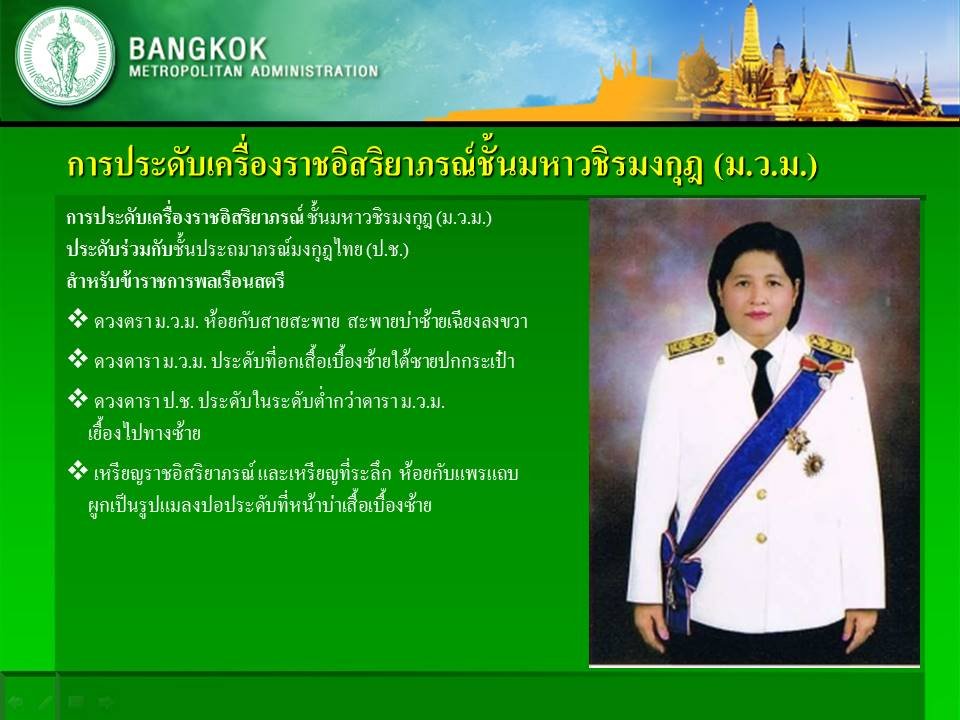 BANGKOK
METROPOLITAN ADMINISTRATION
การประดับเครื่องราชอิสริยาภรณ์ชั้นมหาวชิรมงกุฎ (ม.ว.ม.)
การประดับเครื่องราชอิสริยาภรณ์ ชั้นมหาวชิรมงกุฎ (ม.ว.ม.)
ประดับร่วมกับชั้นประถมาภรณ์มงกุฎไทย (ป.ช.)
สำหรับข้าราชการพลเรือนสตรี
❖ ดวงตรา ม.ว.ม. ห้อยกับสายสะพาย สะพายบ่าซ้ายเฉียงลงขวา
❖ ดวงดารา ม.ว.ม. ประดับที่อกเสื้อเบื้องซ้ายใต้ชายปกกระเป๋า
❖ ดวงดารา ป.ช. ประดับในระดับต่ำกว่าดารา ม.ว.ม.
เยื้องไปทางซ้าย
❖ เหรียญราชอิสริยาภรณ์ และเหรียญที่ระลึก ห้อยกับแพรแถบ
ผูกเป็นรูปแมลงปอประดับที่หน้าบ่าเสื้อเบื้องซ้าย